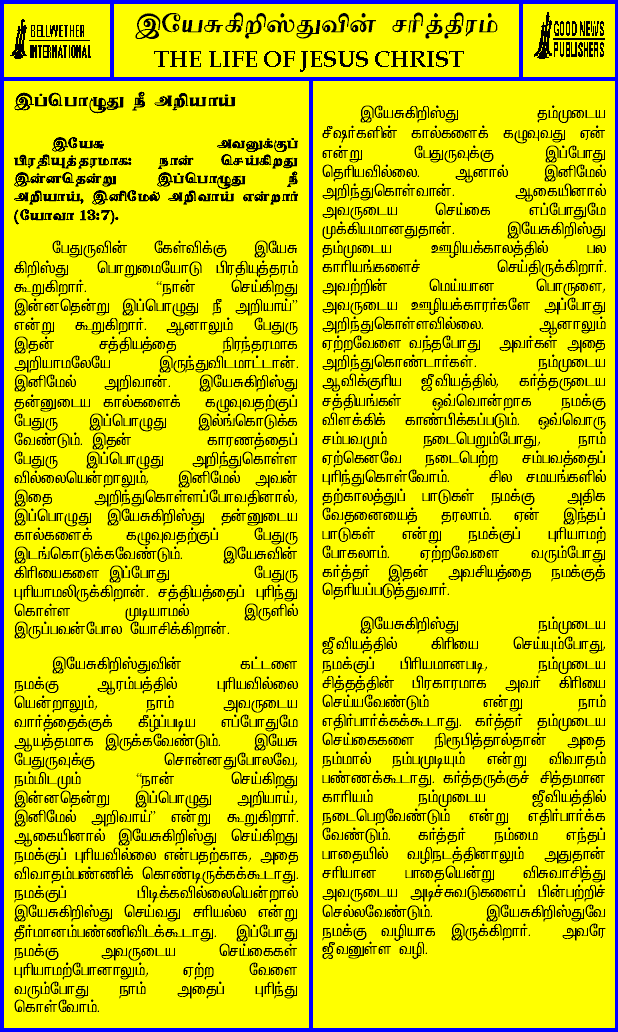 BELLWETHER
INTERNATIONAL
இயேசுகிறிஸ்துவின் சரித்திரம்
THE LIFE OF JESUS CHRIST
GOOD NEWS
PUBLISHERS
இப்பொழுது நீ அறியாய்
இயேசு அவனுக்குப்
பிரதியுத்தரமாக: நான் செய்கிறது
இன்னதென்று இப்பொழுது நீ
அறியாய், இனிமேல் அறிவாய் என்றார்
(யோவா 13:7).
பேதுருவின் கேள்விக்கு இயேசு
கிறிஸ்து பொறுமையோடு பிரதியுத்தரம்
கூறுகிறார். “நான் செய்கிறது
இன்னதென்று இப்பொழுது நீ அறியாய்”
என்று கூறுகிறார். ஆனாலும் பேதுரு
இதன் சத்தியத்தை நிரந்தரமாக
அறியாமலேயே இருந்துவிடமாட்டான்.
இனிமேல் அறிவான். இயேசுகிறிஸ்து
தன்னுடைய கால்களைக் கழுவுவதற்குப்
பேதுரு இப்பொழுது இலங்கொடுக்க
வேண்டும். இதன் காரணத்தைப்
பேதுரு இப்பொழுது அறிந்துகொள்ள
வில்லையென்றாலும், இனிமேல் அவன்
இதை அறிந்துகொள்ளப்போவதினால்,
இப்பொழுது இயேசுகிறிஸ்து தன்னுடைய
கால்களைக் கழுவுவதற்குப் பேதுரு
இடங்கொடுக்கவேண்டும். இயேசுவின்
கிரியைகளை இப்போது பேதுரு
புரியாமலிருக்கிறான். சத்தியத்தைப் புரிந்து
கொள்ள முடியாமல் இருளில்
இருப்பவன்போல யோசிக்கிறான்.
இயேசுகிறிஸ்துவின் கட்டளை
நமக்கு ஆரம்பத்தில் புரியவில்லை
யென்றாலும், நாம் அவருடைய
வார்த்தைக்குக் கீழ்ப்படிய எப்போதுமே
ஆயத்தமாக இருக்கவேண்டும். இயேசு
பேதுருவுக்கு சொன்னதுபோலவே,
நம்மிடமும் “நான் செய்கிறது
இன்னதென்று இப்பொழுது அறியாய்,
இனிமேல் அறிவாய்” என்று கூறுகிறார்.
ஆகையினால் இயேசுகிறிஸ்து செய்கிறது
நமக்குப் புரியவில்லை என்பதற்காக, அதை
விவாதம்பண்ணிக் கொண்டிருக்கக்கூடாது.
நமக்குப் பிடிக்கவில்லையென்றால்
இயேசுகிறிஸ்து செய்வது சரியல்ல என்று
தீர்மானம்பண்ணிவிடக்கூடாது. இப்போது
நமக்கு அவருடைய செய்கைகள்
புரியாமற்போனாலும், ஏற்ற வேளை
வரும்போது நாம் அதைப் புரிந்து
கொள்வோம்.
இயேசுகிறிஸ்து தம்முடைய
சீஷர்களின் கால்களைக் கழுவுவது ஏன்
என்று பேதுருவுக்கு இப்போது
தெரியவில்லை. ஆனால் இனிமேல்
அறிந்துகொள்வான். ஆகையினால்
அவருடைய செய்கை எப்போதுமே
முக்கியமானதுதான். இயேசுகிறிஸ்து
தம்முடைய ஊழியக்காலத்தில் பல
காரியங்களைச் செய்திருக்கிறார்.
அவற்றின் மெய்யான பொருளை,
அவருடைய ஊழியக்காரர்களே அப்போது
அறிந்துகொள்ளவில்லை. ஆனாலும்
ஏற்றவேளை வந்தபோது அவர்கள் அதை
அறிந்துகொண்டார்கள். நம்முடைய
ஆவிக்குரிய ஜீவியத்தில், கர்த்தருடைய
சத்தியங்கள் ஒவ்வொன்றாக நமக்கு
விளக்கிக் காண்பிக்கப்படும். ஒவ்வொரு
சம்பவமும் நடைபெறும்போது, நாம்
ஏற்கெனவே நடைபெற்ற சம்பவத்தைப்
புரிந்துகொள்வோம். சில சமயங்களில்
தற்காலத்துப் பாடுகள் நமக்கு அதிக
வேதனையைத் தரலாம். ஏன் இந்தப்
பாடுகள் என்று நமக்குப் புரியாமற்
போகலாம். ஏற்றவேளை வரும்போது
கர்த்தர் இதன் அவசியத்தை நமக்குத்
தெரியப்படுத்துவார்.
இயேசுகிறிஸ்து நம்முடைய
ஜீவியத்தில் கிரியை செய்யும்போது,
நமக்குப் பிரியமானபடி, நம்முடைய
சித்தத்தின் பிரகாரமாக அவர் கிரியை
செய்யவேண்டும் என்று நாம்
எதிர்பார்க்கக்கூடாது. கர்த்தர் தம்முடைய
செய்கைகளை நிரூபித்தால்தான் அதை
நம்மால் நம்பமுடியும் என்று விவாதம்
பண்ணக்கூடாது. கர்த்தருக்குச் சித்தமான
காரியம் நம்முடைய ஜீவியத்தில்
நடைபெறவேண்டும் என்று எதிர்பார்க்க
வேண்டும். கர்த்தர் நம்மை எந்தப்
பாதையில் வழிநடத்தினாலும் அதுதான்
சரியான பாதையென்று விசுவாசித்து
அவருடைய அடிச்சுவடுகளைப் பின்பற்றிச்
செல்லவேண்டும். இயேசுகிறிஸ்துவே
நமக்கு வழியாக இருக்கிறார். அவரே
ஜீவனுள்ள வழி.